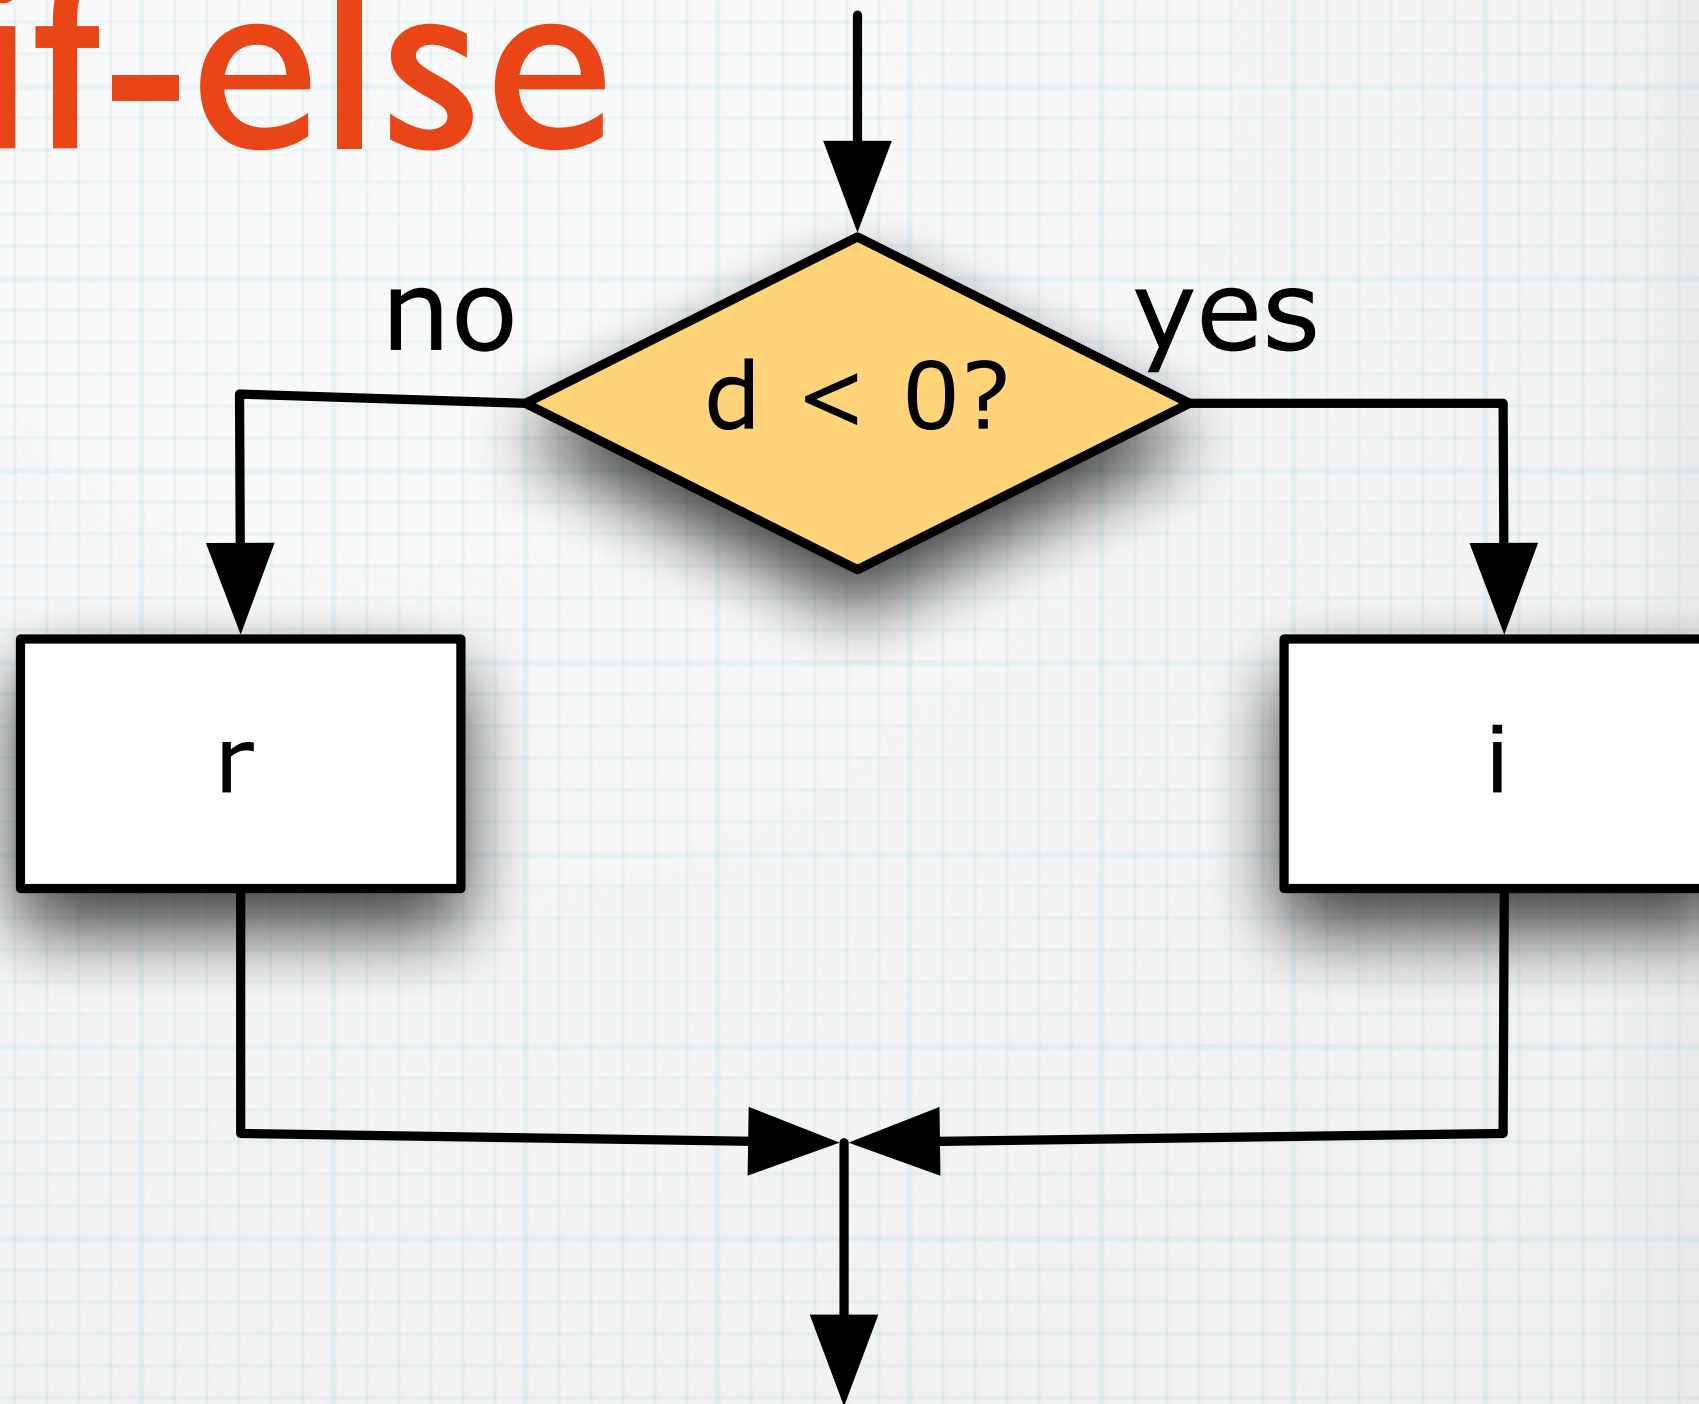 if-else
no
yes
d < 0?
r
i